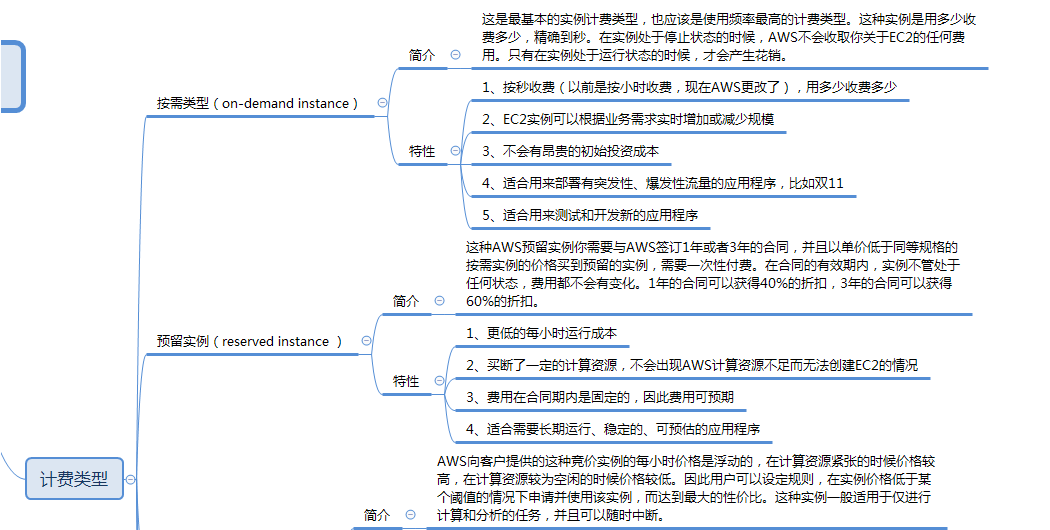 这是最基本的实例计费类型，也应该是使用频率最高的计费类型。这种实例是用多少收
费多少，精确到秒。在实例处于停止状态的时候，AWS不会收取你关于EC2的任何费
用。只有在实例处于运行状态的时候，才会产生花销。
简介
1、按秒收费（以前是按小时收费，现在AWS更改了），用多少收费多少
按需类型（on-demand instance）
2、EC2实例可以根据业务需求实时增加或减少规模
特性
3、不会有昂贵的初始投资成本
4、适合用来部署有突发性、爆发性流量的应用程序，比如双11
5、适合用来测试和开发新的应用程序
这种AWS预留实例你需要与AWS签订1年或者3年的合同，并且以单价低于同等规格的
按需实例的价格买到预留的实例，需要一次性付费。在合同的有效期内，实例不管处于
任何状态，费用都不会有变化。1年的合同可以获得40%的折扣，3年的合同可以获得
60%的折扣。
简介
1、更低的每小时运行成本
预留实例（reserved instance ）
2、买断了一定的计算资源，不会出现AWS计算资源不足而无法创建EC2的情况
特性
3、费用在合同期内是固定的，因此费用可预期
4、适合需要长期运行、稳定的、可预估的应用程序
计费类型
AWS向客户提供的这种竞价实例的每小时价格是浮动的，在计算资源紧张的时候价格较
高，在计算资源较为空闲的时候价格较低。因此用户可以设定规则，在实例价格低于某
个阈值的情况下申请并使用该实例，而达到最大的性价比。这种实例一般适用于仅进行
计算和分析的任务，并且可以随时中断。
简介